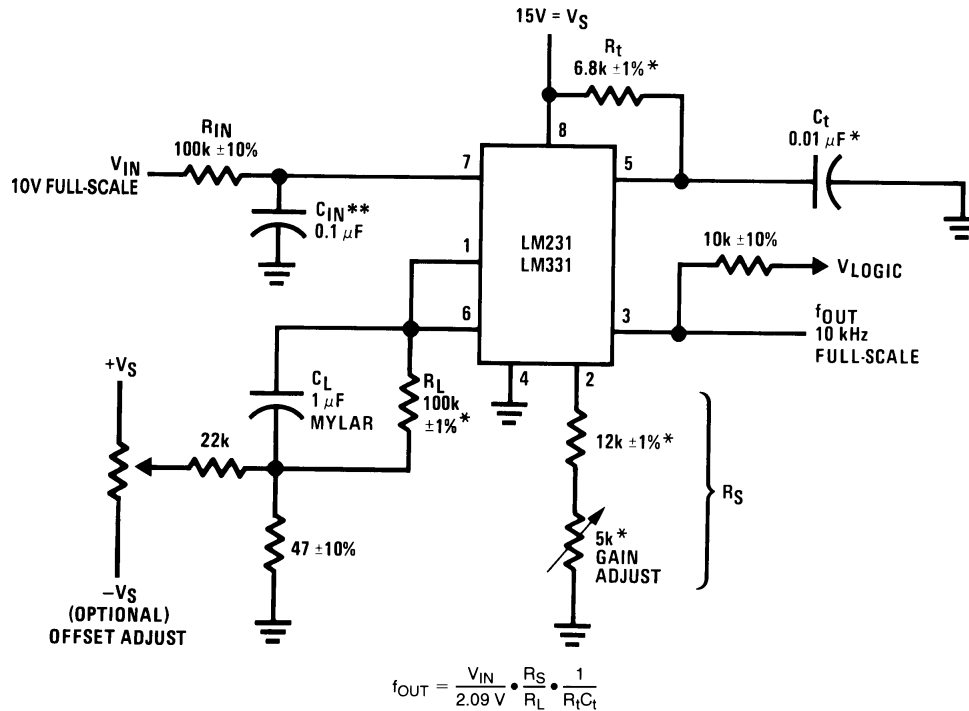 15V = VS
Rt
6.8k ±1%*
8
Ct
0.01 μF*
RIN
100k ±10%
VIN
10V FULL-SCALE
7
5
CIN**
0.1 μF
1
LM231
LM331
10k ±10%
VLOGIC
6
3
fOUT
10 kHz
FULL-SCALE
4
2
+VS
CL
1 μF
MYLAR
RL
100k
±1%*
12k ±1%*
22k
RS
47 ±10%
5k*
GAIN
ADJUST
−VS
(OPTIONAL)
OFFSET ADJUST
fOUT = VIN/2.09 V • RS/RL • 1/RtCt